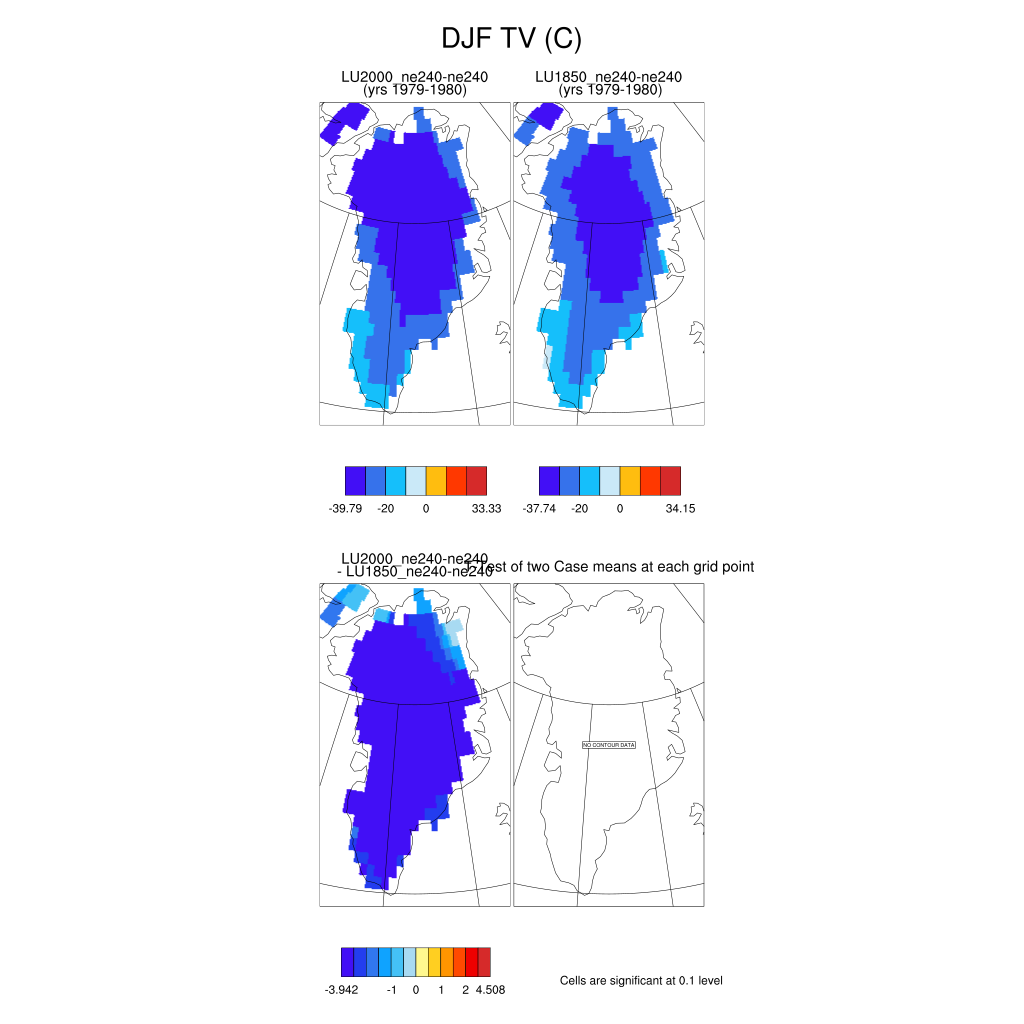 DJF TV (C)
LU2000_ne240-ne240
(yrs 1979-1980)
LU1850_ne240-ne240
(yrs 1979-1980)
-39.79 -20 0 33.33
-37.74 -20 0 34.15
LU2000_ne240-ne240
- LU1850_ne240-ne240
T-Test of two Case means at each grid point
NO CONTOUR DATA
-3.942 -1 0 1 2 4.508
Cells are significant at 0.1 level